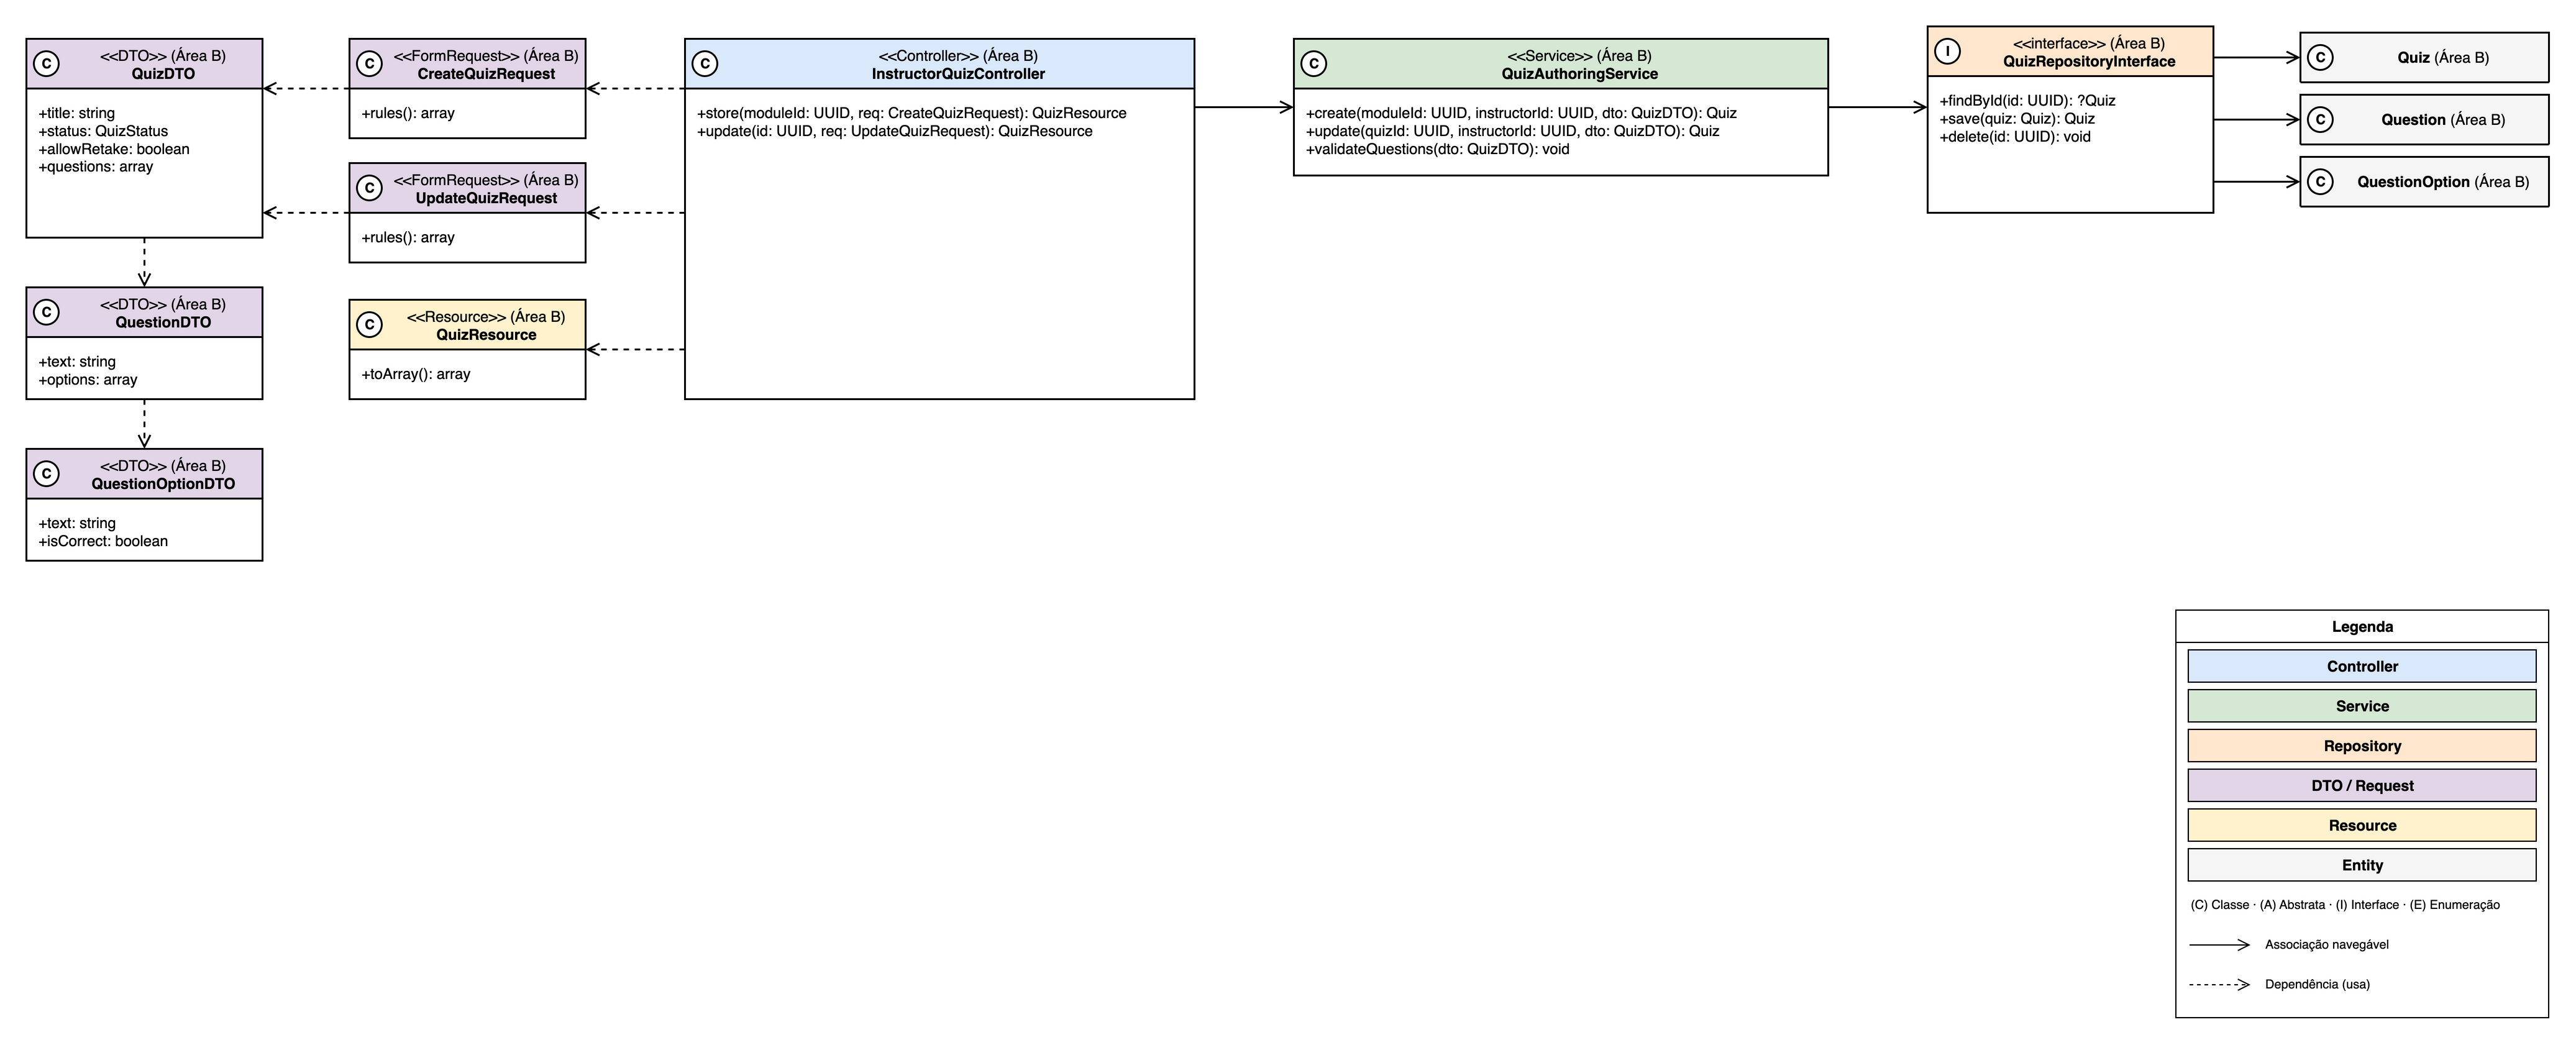 C
<<DTO>> (Área B)
QuizDTO
+title: string
+status: QuizStatus
+allowRetake: boolean
+questions: array
C
<<DTO>> (Área B)
QuestionDTO
+text: string
+options: array
C
<<DTO>> (Área B)
QuestionOptionDTO
+text: string
+isCorrect: boolean
C
<<FormRequest>> (Área B)
CreateQuizRequest
+rules(): array
C
<<FormRequest>> (Área B)
UpdateQuizRequest
+rules(): array
C
<<Resource>> (Área B)
QuizResource
+toArray(): array
C
<<Controller>> (Área B)
InstructorQuizController
+store(moduleId: UUID, req: CreateQuizRequest): QuizResource
+update(id: UUID, req: UpdateQuizRequest): QuizResource
C
<<Service>> (Área B)
QuizAuthoringService
+create(moduleId: UUID, instructorId: UUID, dto: QuizDTO): Quiz
+update(quizId: UUID, instructorId: UUID, dto: QuizDTO): Quiz
+validateQuestions(dto: QuizDTO): void
I
<<interface>> (Área B)
QuizRepositoryInterface
+findById(id: UUID): ?Quiz
+save(quiz: Quiz): Quiz
+delete(id: UUID): void
C
Quiz (Área B)
C
Question (Área B)
C
QuestionOption (Área B)
Legenda
Controller
Service
Repository
DTO / Request
Resource
Entity
(C) Classe · (A) Abstrata · (I) Interface · (E) Enumeração
Associação navegável
Dependência (usa)